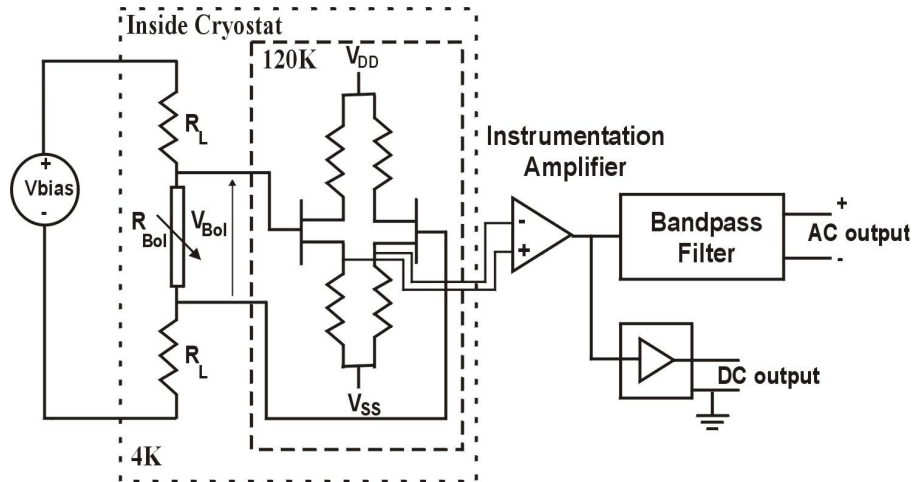 Inside Cryostat
120K
VDD
RL
Instrumentation
Amplifier
+
Vbias
-
RBol
VBol
-
+
Bandpass
Filter
+
AC output
-
RL
VSS
DC output
4K